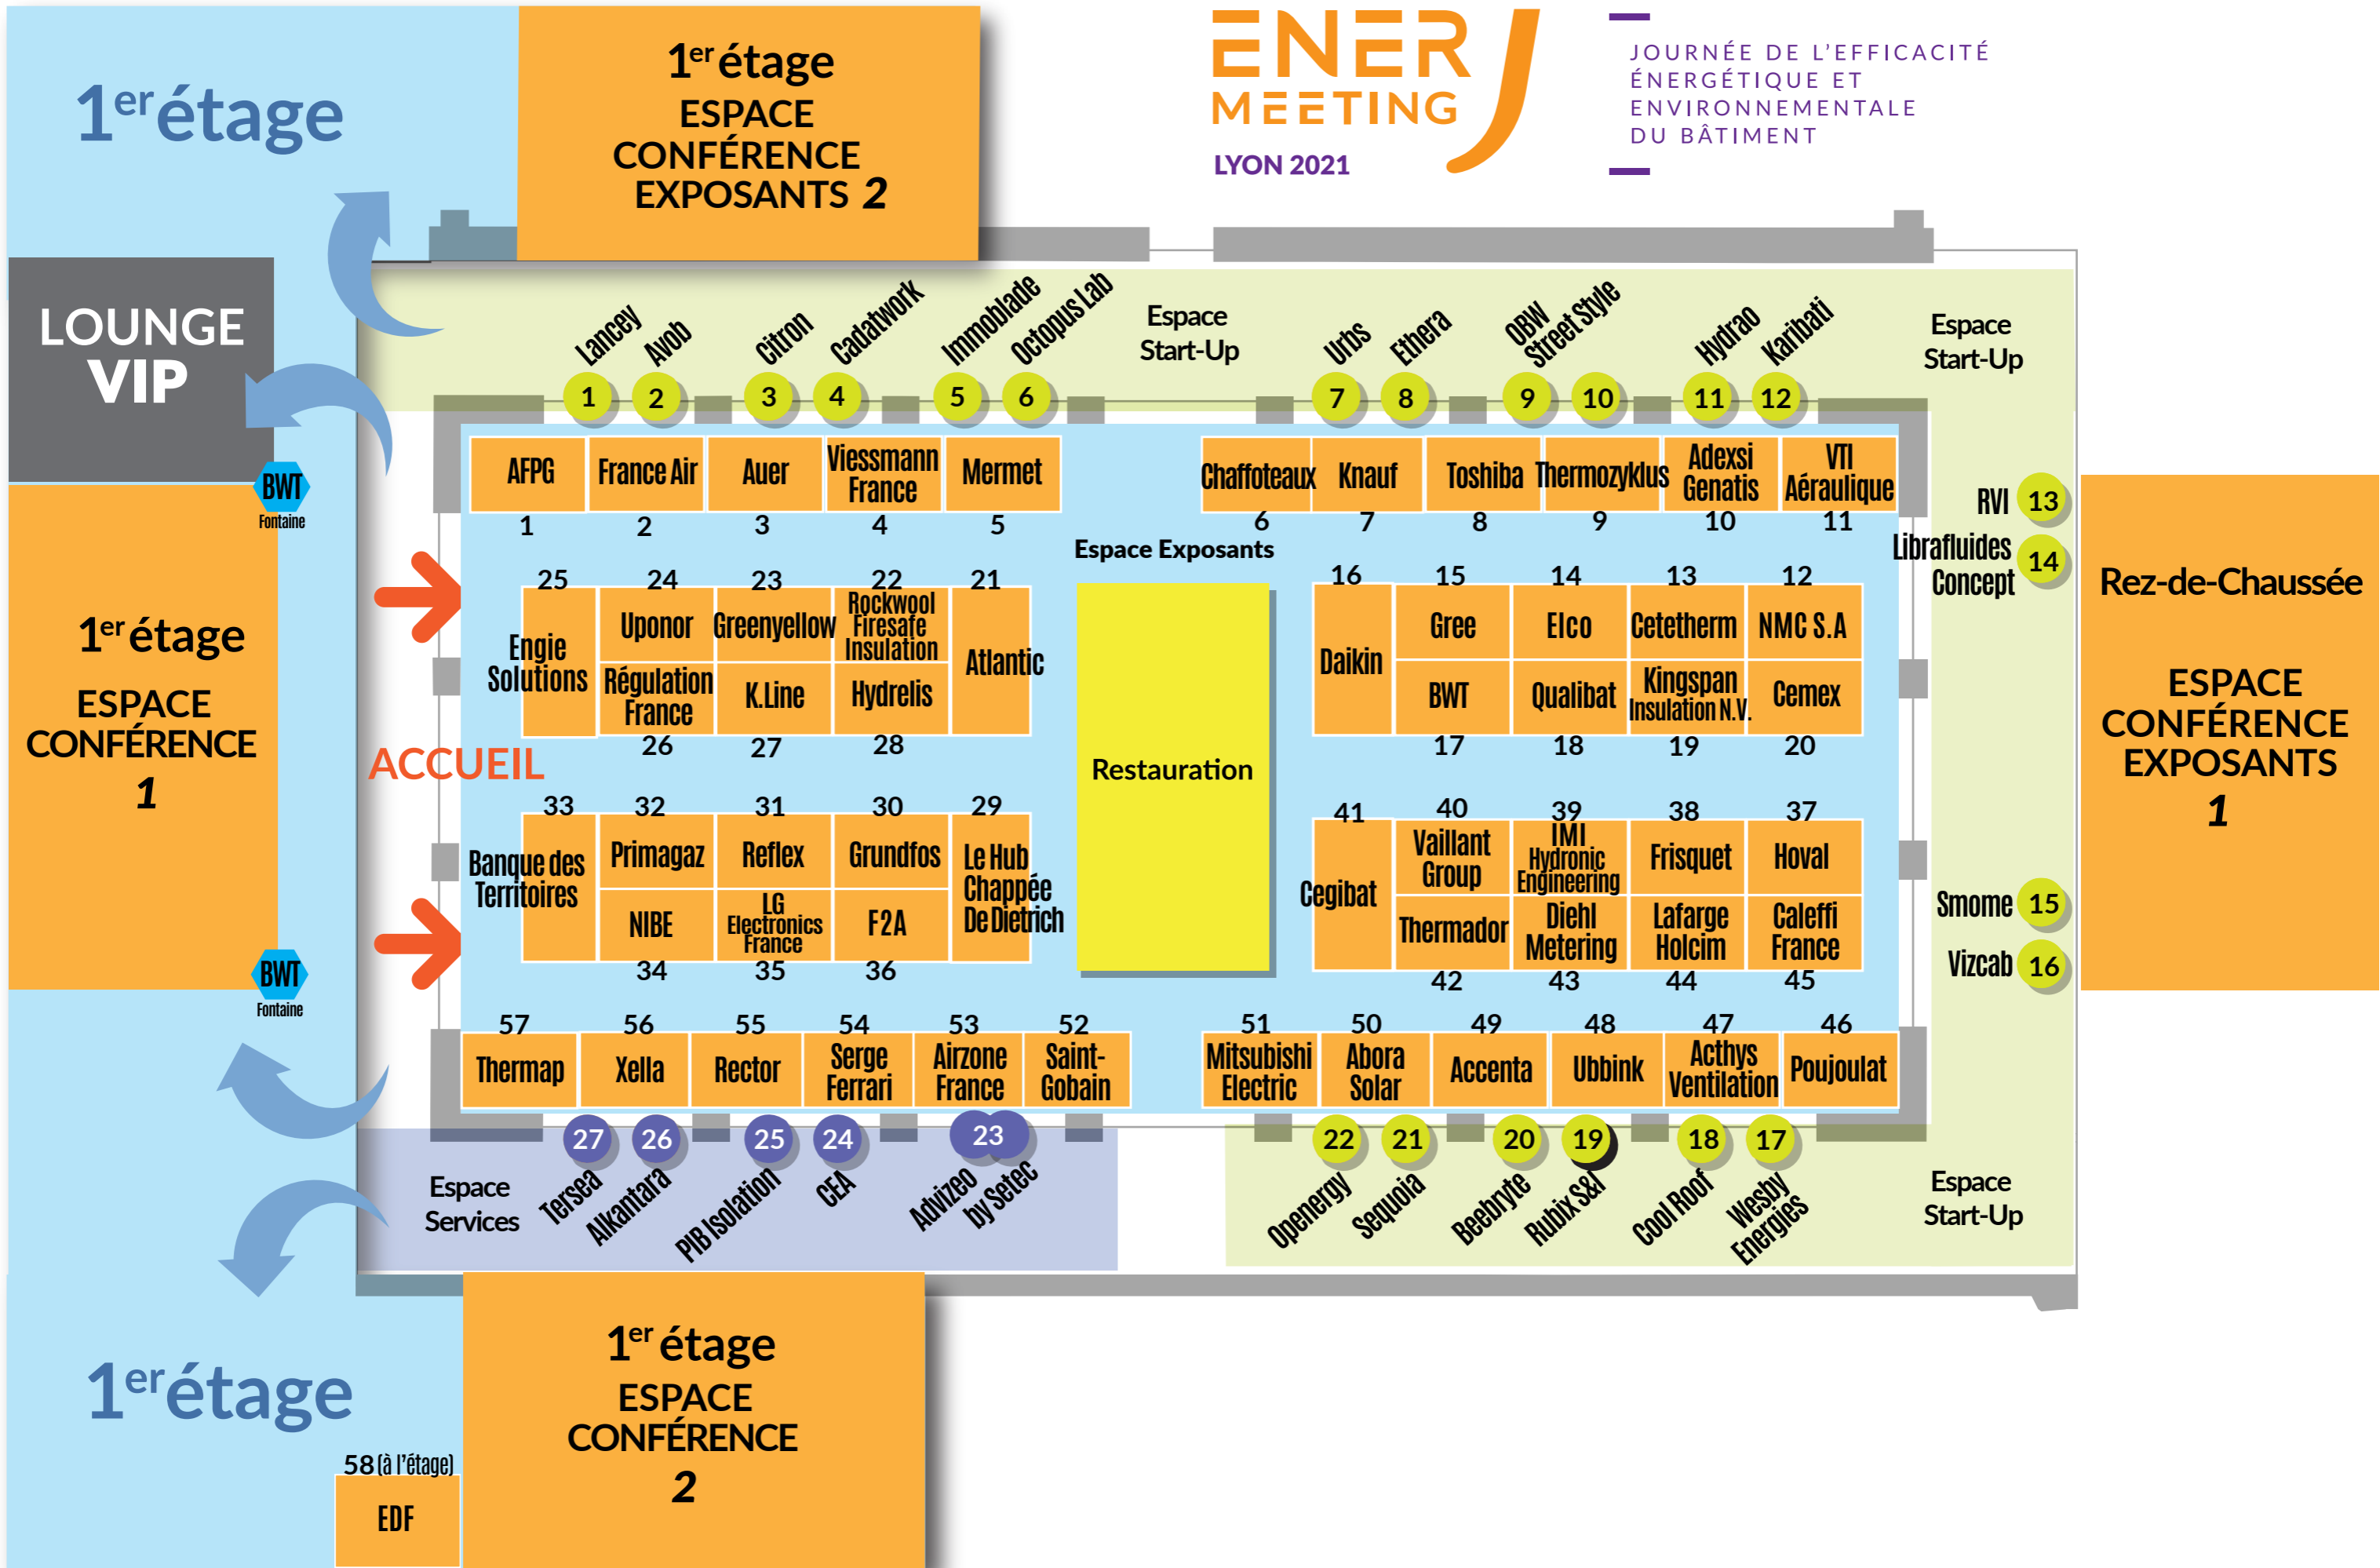 1er étage
1er étage
ESPACE
CONFÉRENCE
EXPOSANTS 2
ENER J
MEETING
LYON 2021
JOURNÉE DE L'EFFICACITÉ
ÉNERGÉTIQUE ET
ENVIRONNEMENTALE
DU BÂTIMENT
LOUNGE
VIP
BWT
Fontaine
1er étage
ESPACE
CONFÉRENCE
1
BWT
Fontaine
Lancey
Avob
Citron
Cadatwork
Immoblade
Octopus Lab
Espace
Start-Up
Urbs
Ethera
OBW
Street Style
Hydrao
Karibati
Espace
Start-Up
1
2
3
4
5
6
7
8
9
10
11
12
AFPG
France Air
Auer
Viessmann
France
Mermet
Chaffoteaux
Knauf
Toshiba
Thermozyklus
Adexsi
Genatis
VTI
Aéraulique
1
2
3
4
5
6
7
8
9
10
11
RVI 13
Librafluides
Concept
14
Espace Exposants
25
24
23
22
21
16
15
14
13
12
Engie
Solutions
Uponor
Greenyellow
Rockwool
Firesafe
Insulation
Atlantic
Daikin
Gree
Elco
Cetetherm
NMC S.A
Régulation
France
K.Line
Hydrelis
BWT
Qualibat
Kingspan
Insulation N.V.
Cemex
26
27
28
17
18
19
20
ACCUEIL
Restauration
33
32
31
30
29
41
40
39
38
37
Banque des
Territoires
Primagaz
Reflex
Grundfos
Le Hub
Chappée
De Dietrich
Cegibat
Vaillant
Group
IMI
Hydronic
Engineering
Frisquet
Hoval
NIBE
LG
Electronics
France
F2A
Thermador
Diehl
Metering
Lafarge
Holcim
Caleffi
France
34
35
36
42
43
44
45
Smome 15
Vizcab 16
57
56
55
54
53
52
51
50
49
48
47
46
Thermap
Xella
Rector
Serge
Ferrari
Airzone
France
Saint-
Gobain
Mitsubishi
Electric
Abora
Solar
Accenta
Ubbink
Acthys
Ventilation
Poujoulat
27
26
25
24
23
22
21
20
19
18
17
Espace
Services
Tersea
Alkantara
PIB Isolation
CEA
Advizeo
by Setec
Openergy
Sequoia
Beebryte
Rubix S&I
Cool Roof
Wesby
Energies
Espace
Start-Up
Rez-de-Chaussée
ESPACE
CONFÉRENCE
EXPOSANTS
1
1er étage
1er étage
ESPACE
CONFÉRENCE
2
58 (à l'étage)
EDF